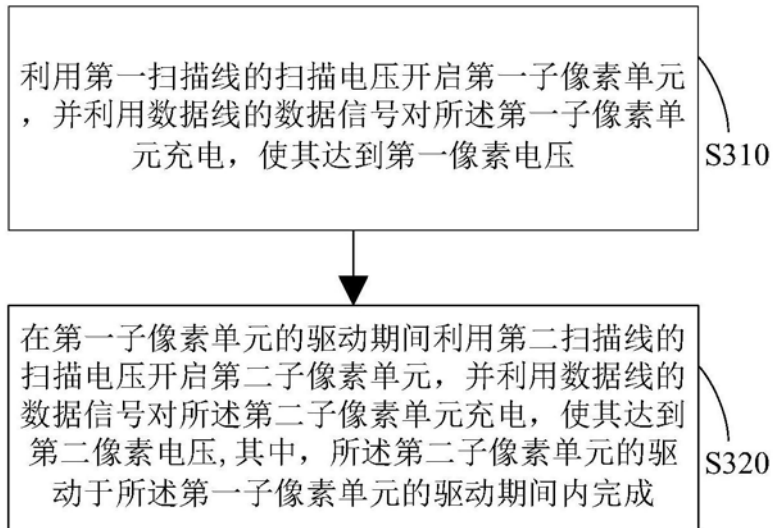 利用第一扫描线的扫描电压开启第一子像素单元
，并利用数据线的数据信号对所述第一子像素单
元充电，使其达到第一像素电压
S310
在第一子像素单元的驱动期间利用第二扫描线的
扫描电压开启第二子像素单元，并利用数据线的
数据信号对所述第二子像素单元充电，使其达到
第二像素电压,其中，所述第二子像素单元的驱
动于所述第一子像素单元的驱动期间内完成
S320